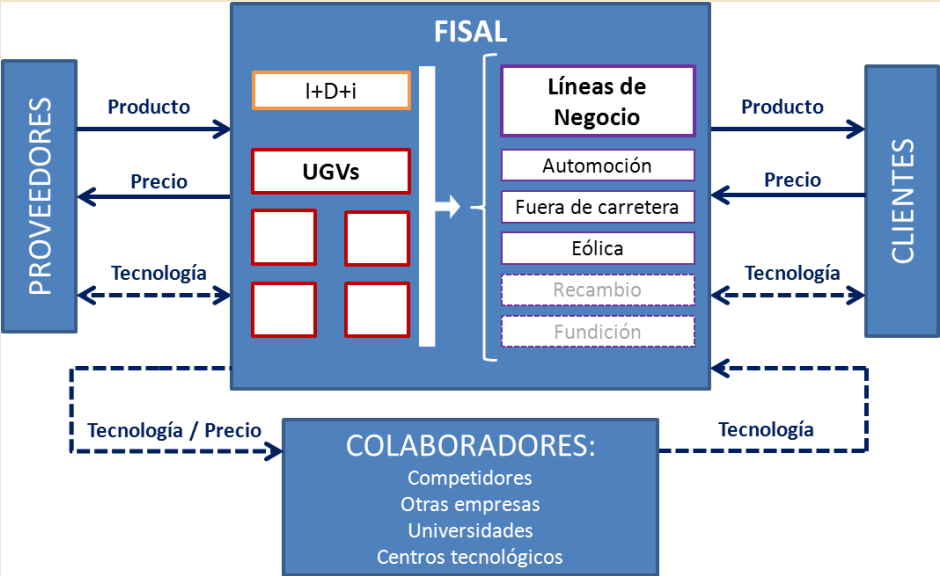 FISAL
PROVEEDORES
Producto
Precio
Tecnología
I+D+i
UGVs
Líneas de
Negocio
Automoción
Fuera de carretera
Eólica
Recambio
Fundición
Producto
Precio
Tecnología
CLIENTES
Tecnología / Precio
COLABORADORES:
Competidores
Otras empresas
Universidades
Centros tecnológicos
Tecnología